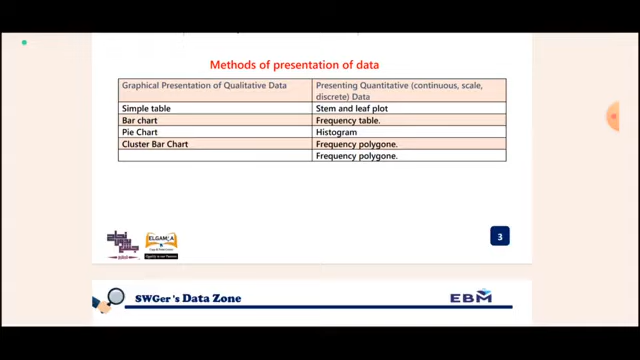 Methods of presentation of data
Graphical Presentation of Qualitative Data
Presenting Quantitative (continuous, scale,
discrete) Data
Simple table
Stem and leaf plot
Bar chart
Frequency table.
Pie Chart
Histogram
Cluster Bar Chart
Frequency polygone.
Frequency polygone.
ELGAMAA
3
SWGer's Data Zone
EBM